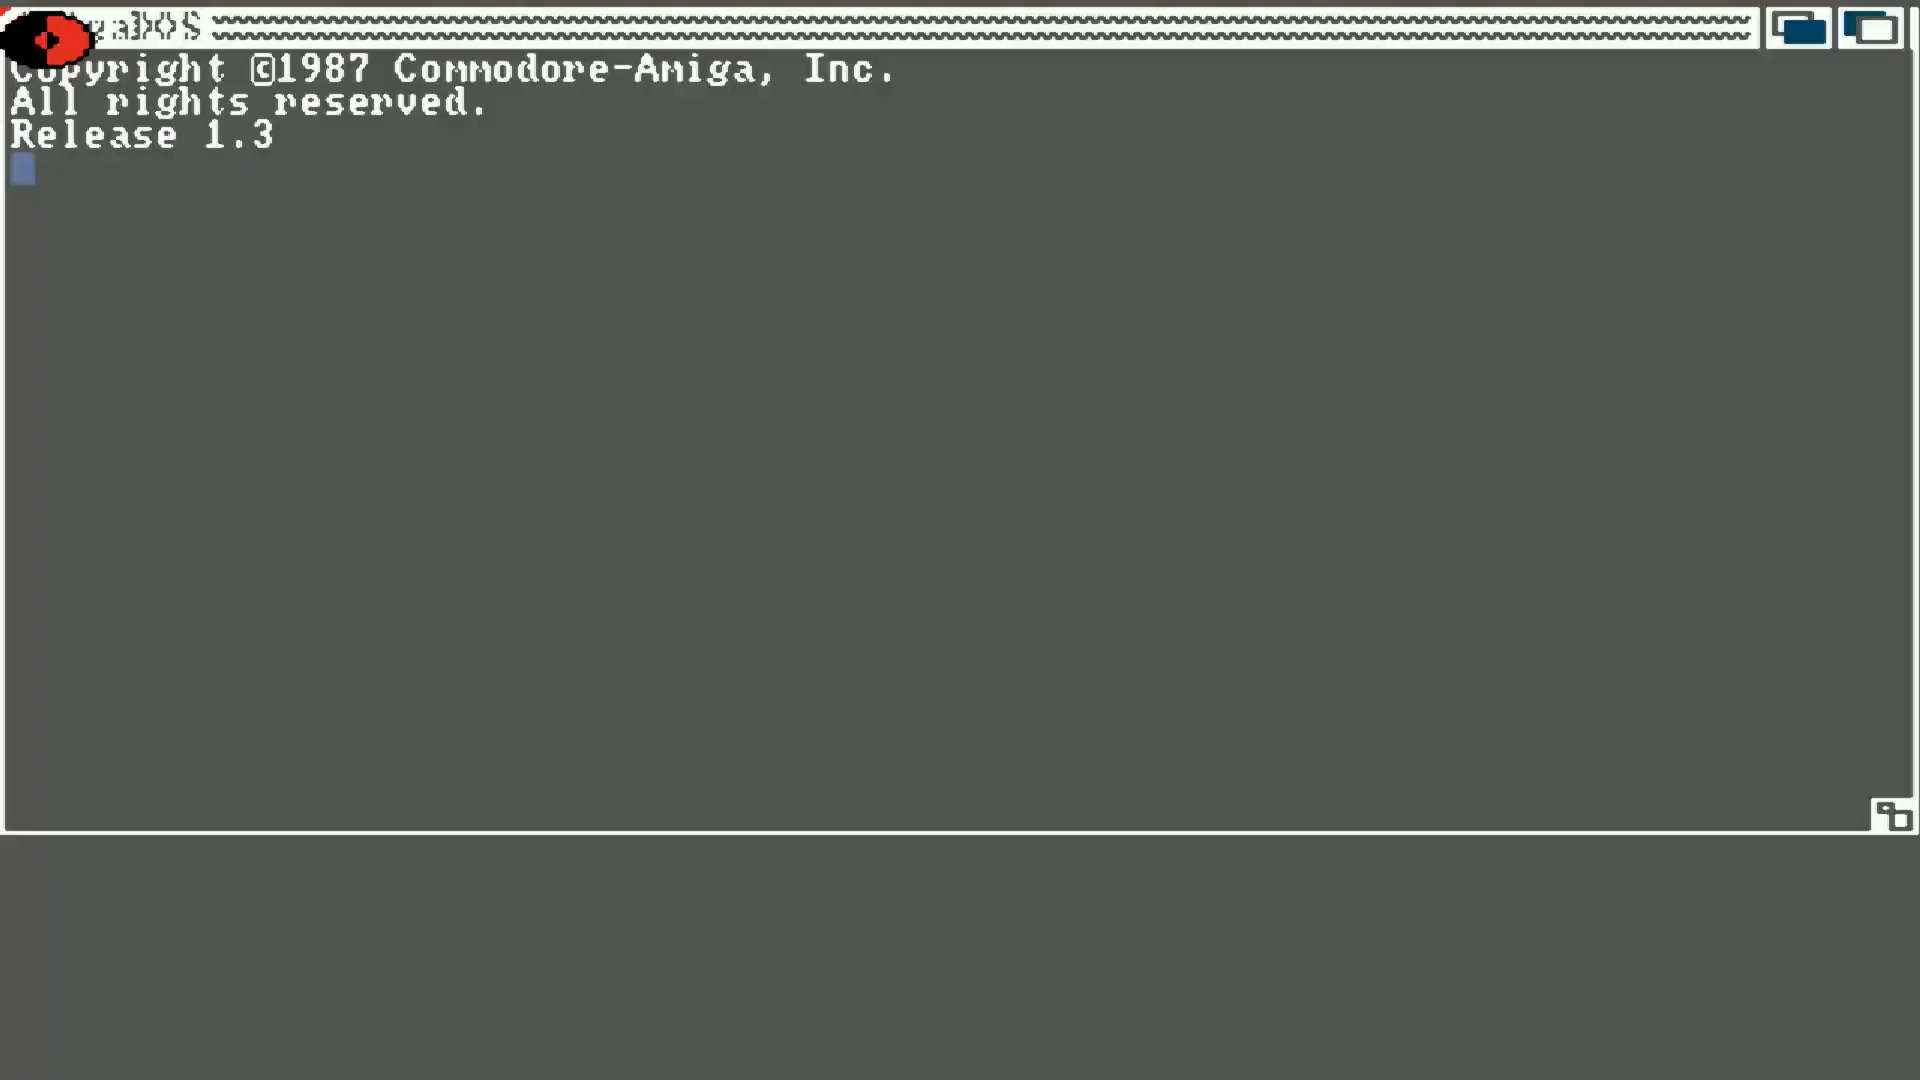 Copyright ©1987 Commodore-Amiga, Inc.
All rights reserved.
Release 1.3